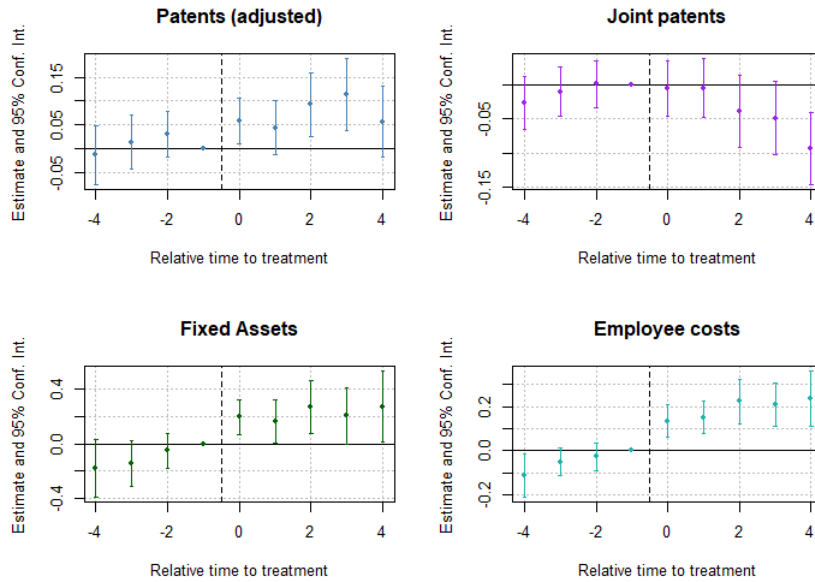 Patents (adjusted)
Estimate and 95% Conf. Int.
0.15
0.05
-0.05
-4 -2 0 2 4
Relative time to treatment
Joint patents
Estimate and 95% Conf. Int.
-0.05
-0.15
-4 -2 0 2 4
Relative time to treatment
Fixed Assets
Estimate and 95% Conf. Int.
0.4
0.0
-0.4
-4 -2 0 2 4
Relative time to treatment
Employee costs
Estimate and 95% Conf. Int.
0.2
0.0
-0.2
-4 -2 0 2 4
Relative time to treatment